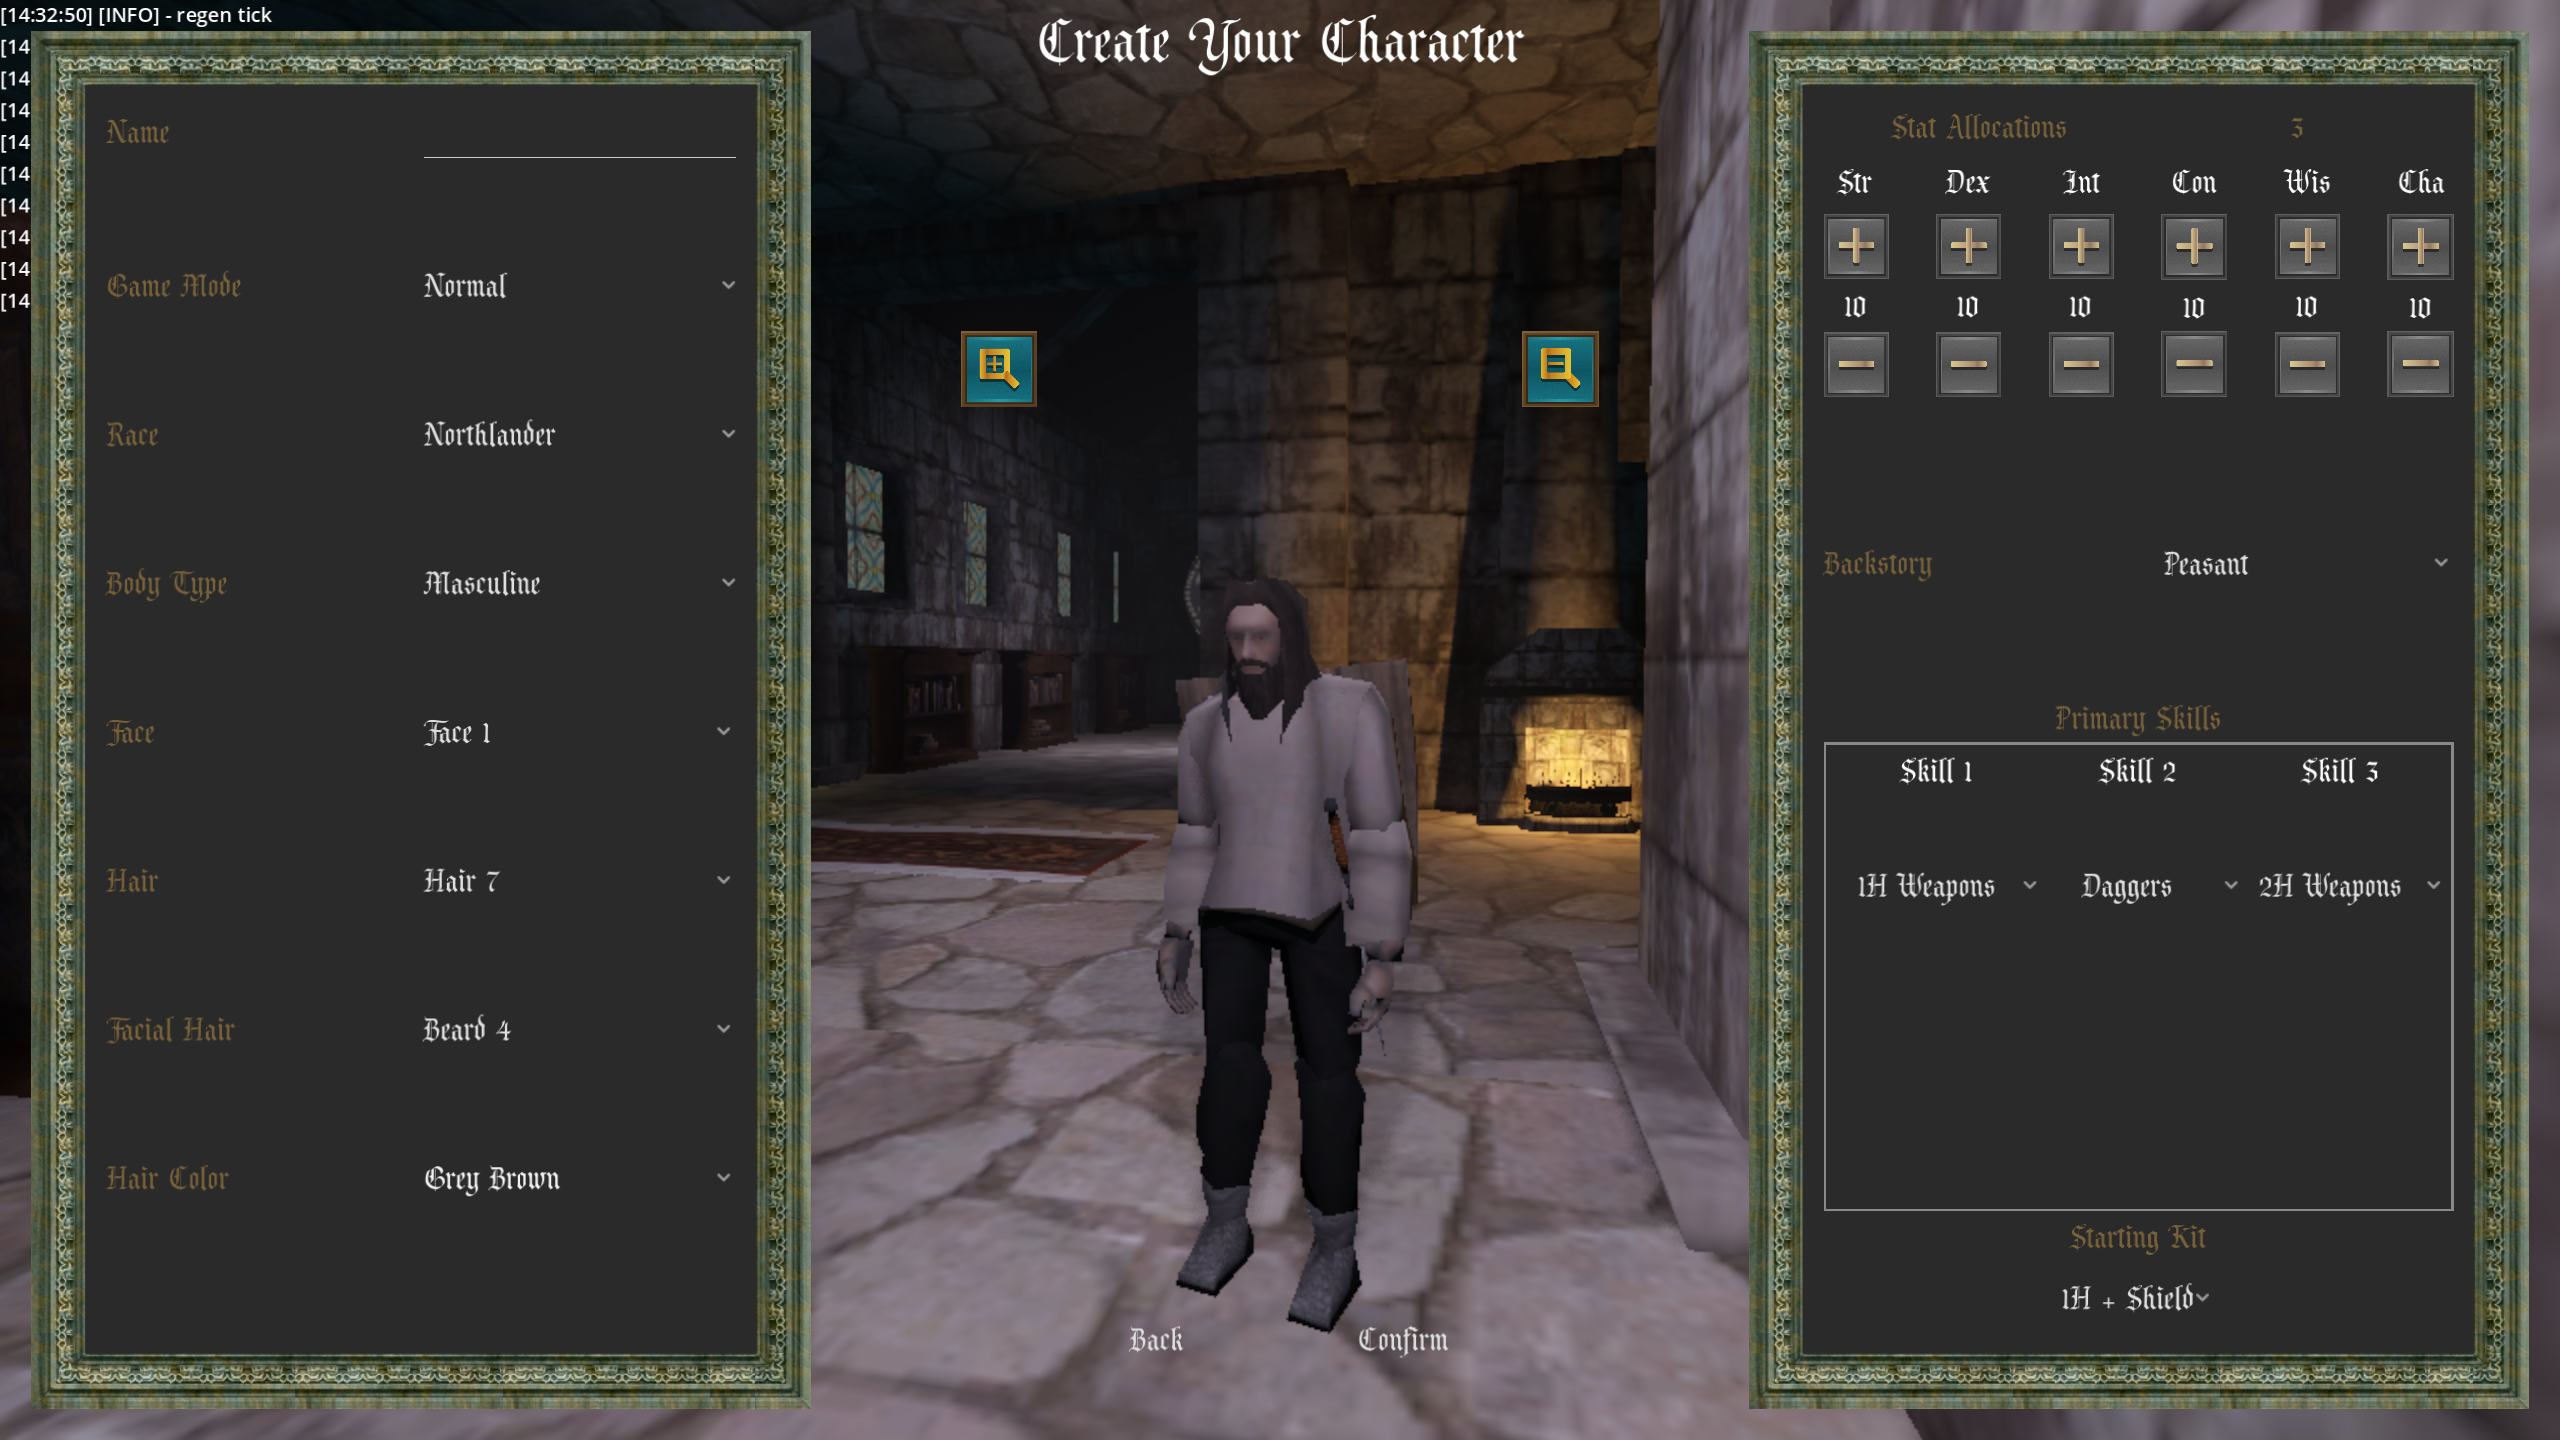 [14:32:50] [INFO] - regen tick
[14
[14
[14
[14
[14
[14
[14
[14
[14
Create Your Character
Name
Game Mode Normal
Race Northlander
Body Type Masculine
Face Face 1
Hair Hair 7
Facial Hair Beard 4
Hair Color Grey Brown
Back Confirm
Stat Allocations 3
Str Dex Int Con Wis Cha
10 10 10 10 10 10
Backstory Peasant
Primary Skills
Skill 1 Skill 2 Skill 3
1H Weapons Daggers 2H Weapons
Starting Kit
1H + Shield